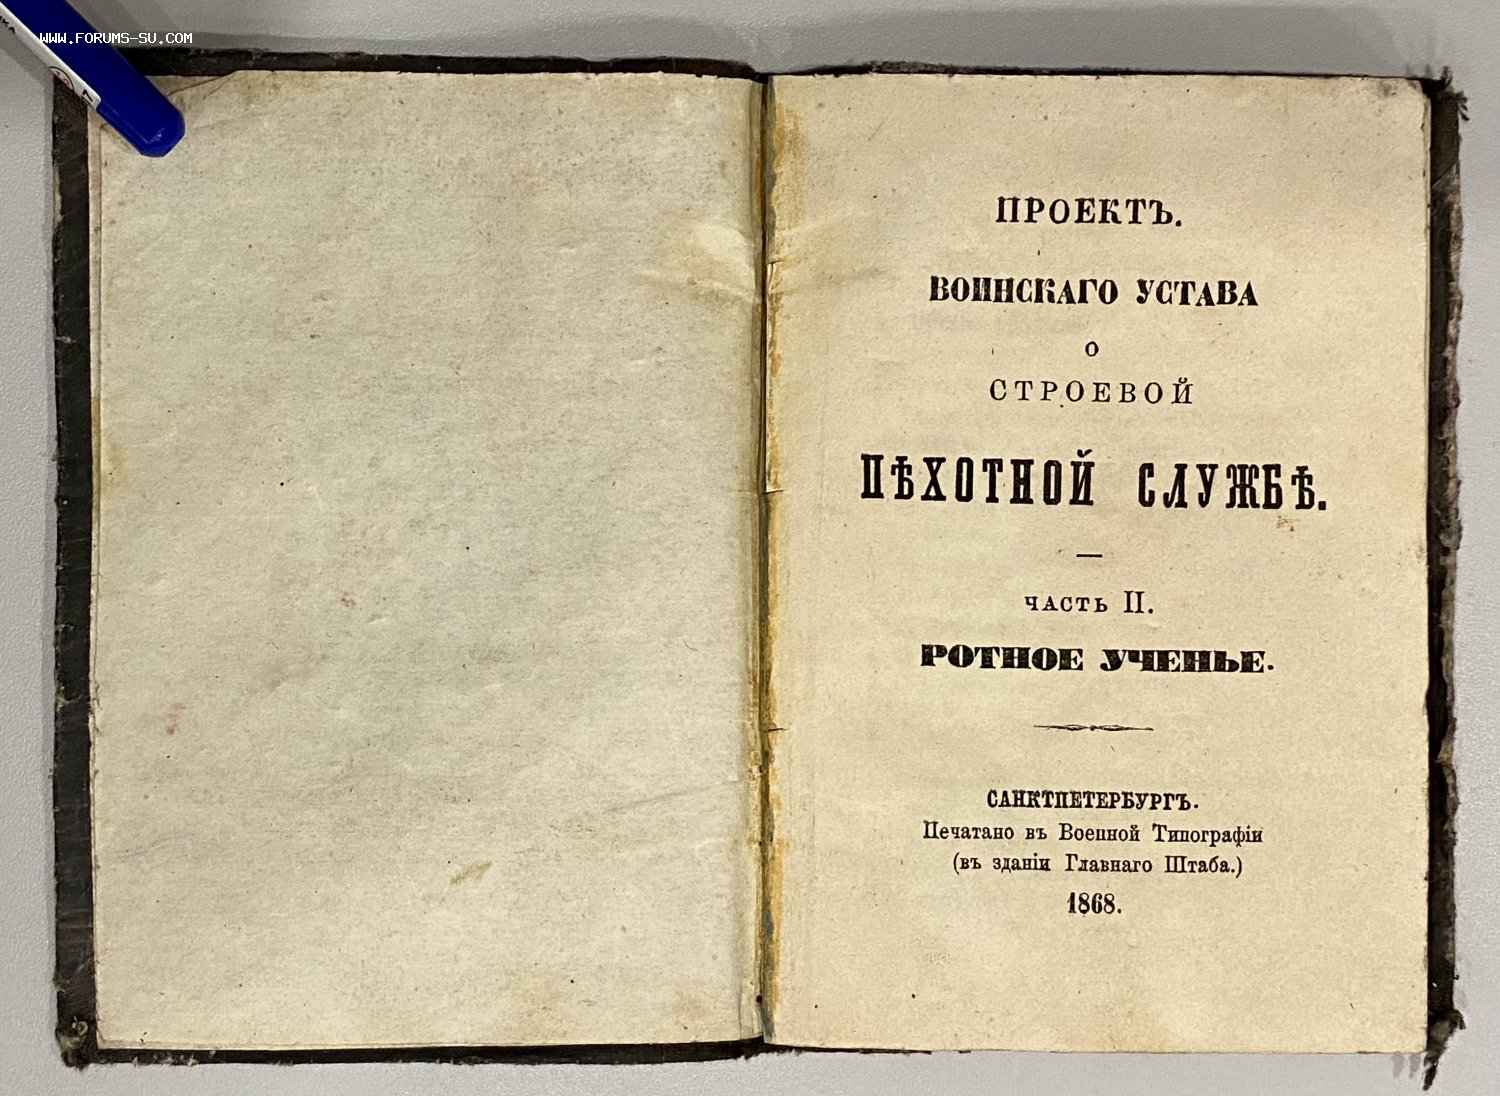 WWW.FORUMS-SU.COM
ПРОЕКТЪ.
ВОИНСКАГО УСТАВА
О
СТРОЕВОЙ
ПѢХОТНОЙ СЛУЖБѢ.
ЧАСТЬ II.
РОТНОЕ УЧЕНЬЕ.
САНКТПЕТЕРБУРГЪ.
Печатано въ Военной Типографіи
(въ зданіи Главнаго Штаба.)
1868.